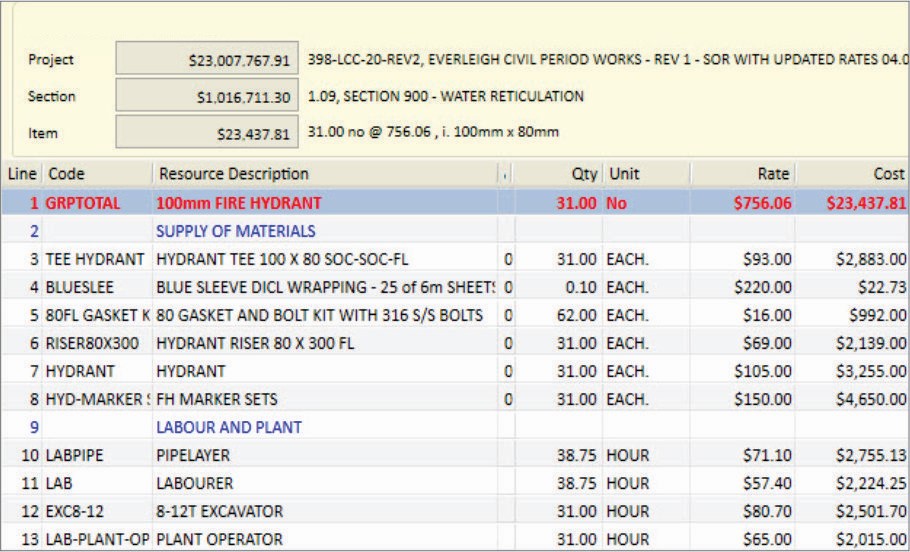 Project $23,007,767.91 398-LCC-20-REV2, EVERLEIGH CIVIL PERIOD WORKS - REV 1 - SOR WITH UPDATED RATES 04.0
Section $1,016,711.30 1.09, SECTION 900 - WATER RETICULATION
Item $23,437.81 31.00 no @ 756.06 , i. 100mm x 80mm
Line Code Resource Description Qty Unit Rate Cost
1 GRPTOTAL 100mm FIRE HYDRANT 31.00 No $756.06 $23,437.81
2 SUPPLY OF MATERIALS
3 TEE HYDRANT HYDRANT TEE 100 X 80 SOC-SOC-FL 0 31.00 EACH. $93.00 $2,883.00
4 BLUESLEE BLUE SLEEVE DICL WRAPPING - 25 of 6m SHEETS 0 0.10 EACH. $220.00 $22.73
5 80FL GASKET K 80 GASKET AND BOLT KIT WITH 316 S/S BOLTS 0 62.00 EACH. $16.00 $992.00
6 RISER80X300 HYDRANT RISER 80 X 300 FL 0 31.00 EACH. $69.00 $2,139.00
7 HYDRANT HYDRANT 0 31.00 EACH. $105.00 $3,255.00
8 HYD-MARKER S FH MARKER SETS 0 31.00 EACH. $150.00 $4,650.00
9 LABOUR AND PLANT
10 LABPIPE PIPELAYER 38.75 HOUR $71.10 $2,755.13
11 LAB LABOURER 38.75 HOUR $57.40 $2,224.25
12 EXC8-12 8-12T EXCAVATOR 31.00 HOUR $80.70 $2,501.70
13 LAB-PLANT-OP PLANT OPERATOR 31.00 HOUR $65.00 $2,015.00